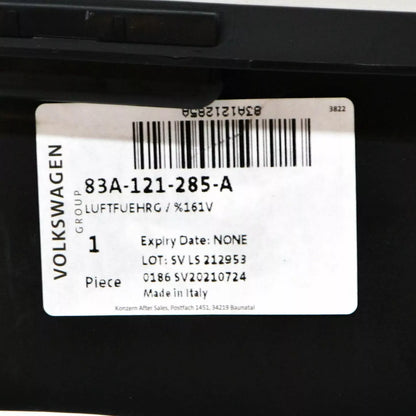 83A121285A
3822
VOLKSWAGEN
GROUP
83A-121-285-A
LUFTFUEHRG / %161V
1
Expiry Date: NONE
LOT: SV LS 212953
Piece
0186 SV20210724
Made in Italy
Konzern After Sales, Postfach 1451, 34219 Baunatal